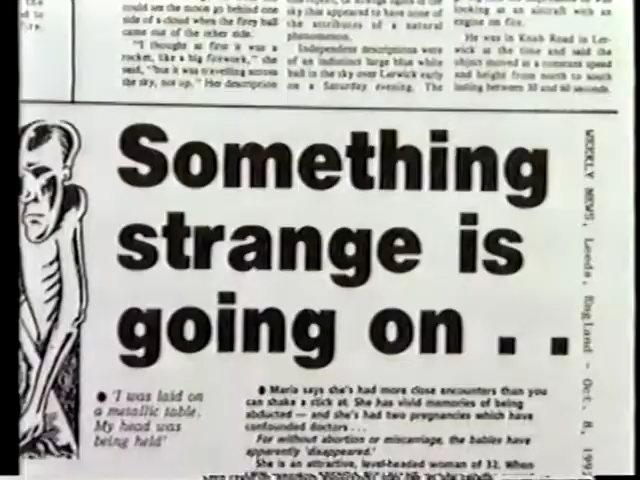 could see the moon go behind one
side of a cloud when the fiery ball
came out of the other side.
"I thought at first it was a
rocket, like a big firework," she
said, "but it was travelling across
the sky, not up." Her description
sky that appeared to have none of
the attributes of a natural
phenomenon.
Independent descriptions were
of an indistinct large blue white
ball in the sky over Lerwick early
on a Saturday evening. The
looking as an aircraft with an
engine on fire.
He was in Knab Road in Ler-
wick at the time and said the
object moved at a constant speed
and height from north to south
lasting between 30 and 60 seconds.
Something
strange is
going on . .
● 'I was laid on
a metallic table.
My head was
being held'
● Maria says she's had more close encounters than you
can shake a stick at. She has vivid memories of being
abducted — and she's had two pregnancies which have
confounded doctors . . .
For without abortion or miscarriage, the babies have
apparently 'disappeared.'
She is an attractive, level-headed woman of 32. When
WEEKLY NEWS, Leeds, England - Oct. 8, 199